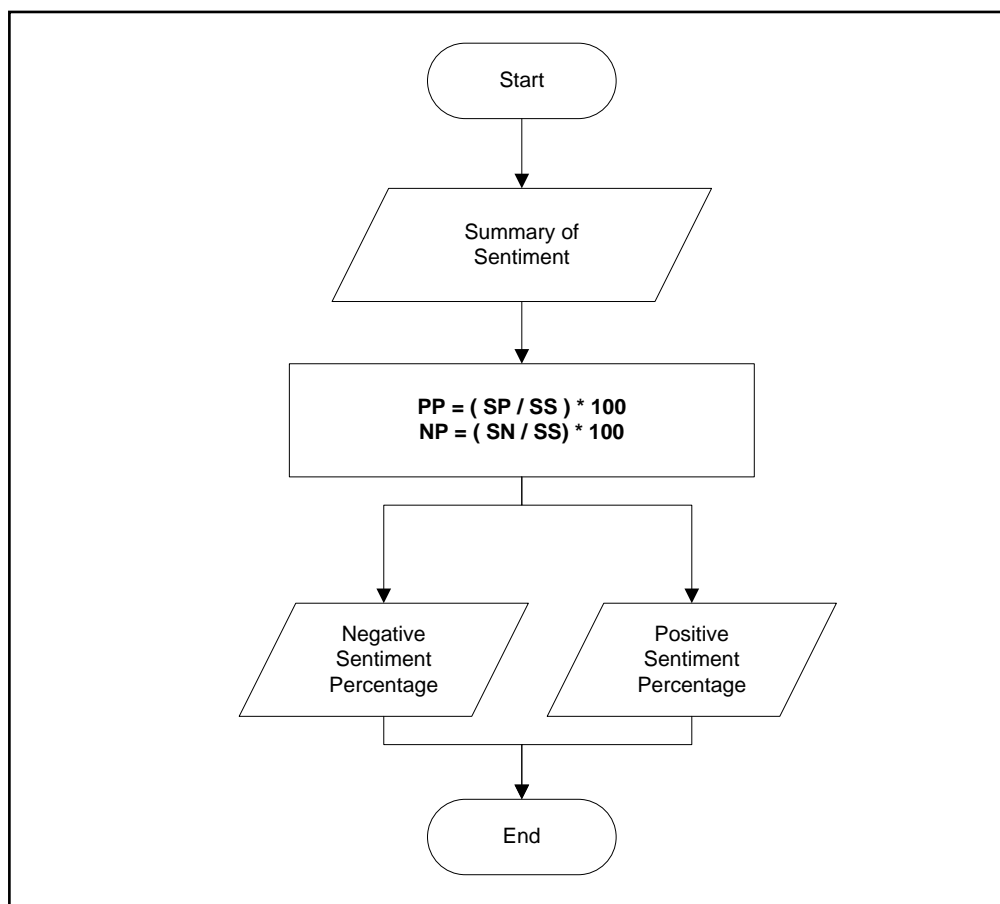 Start
Summary of
Sentiment
PP = ( SP / SS ) * 100
NP = ( SN / SS) * 100
Negative
Sentiment
Percentage
Positive
Sentiment
Percentage
End